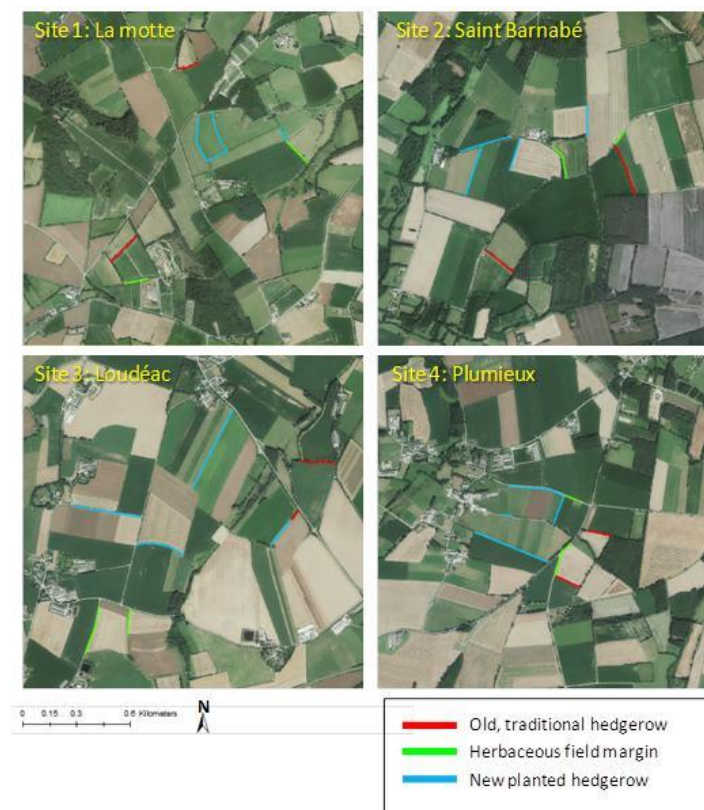 Site 1: La motte
Site 2: Saint Barnabé
Site 3: Loudéac
Site 4: Plumieux
0 0.15 0.3 0.6 Kilometers
N
Old, traditional hedgerow
Herbaceous field margin
New planted hedgerow